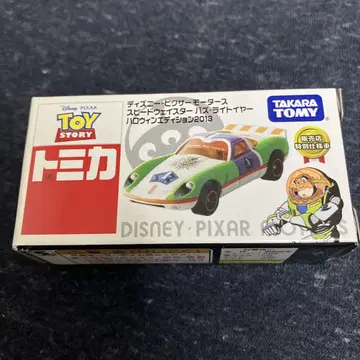 Disney · PIXAR
TOY
STORY
トミカ
ディズニー・ピクサー モータース
スピードウェイスター バズ・ライトイヤー
ハロウィンエディション2013
TAKARA
TOMY
販売店
特別仕様車
DISNEY · PIXAR MOTORS